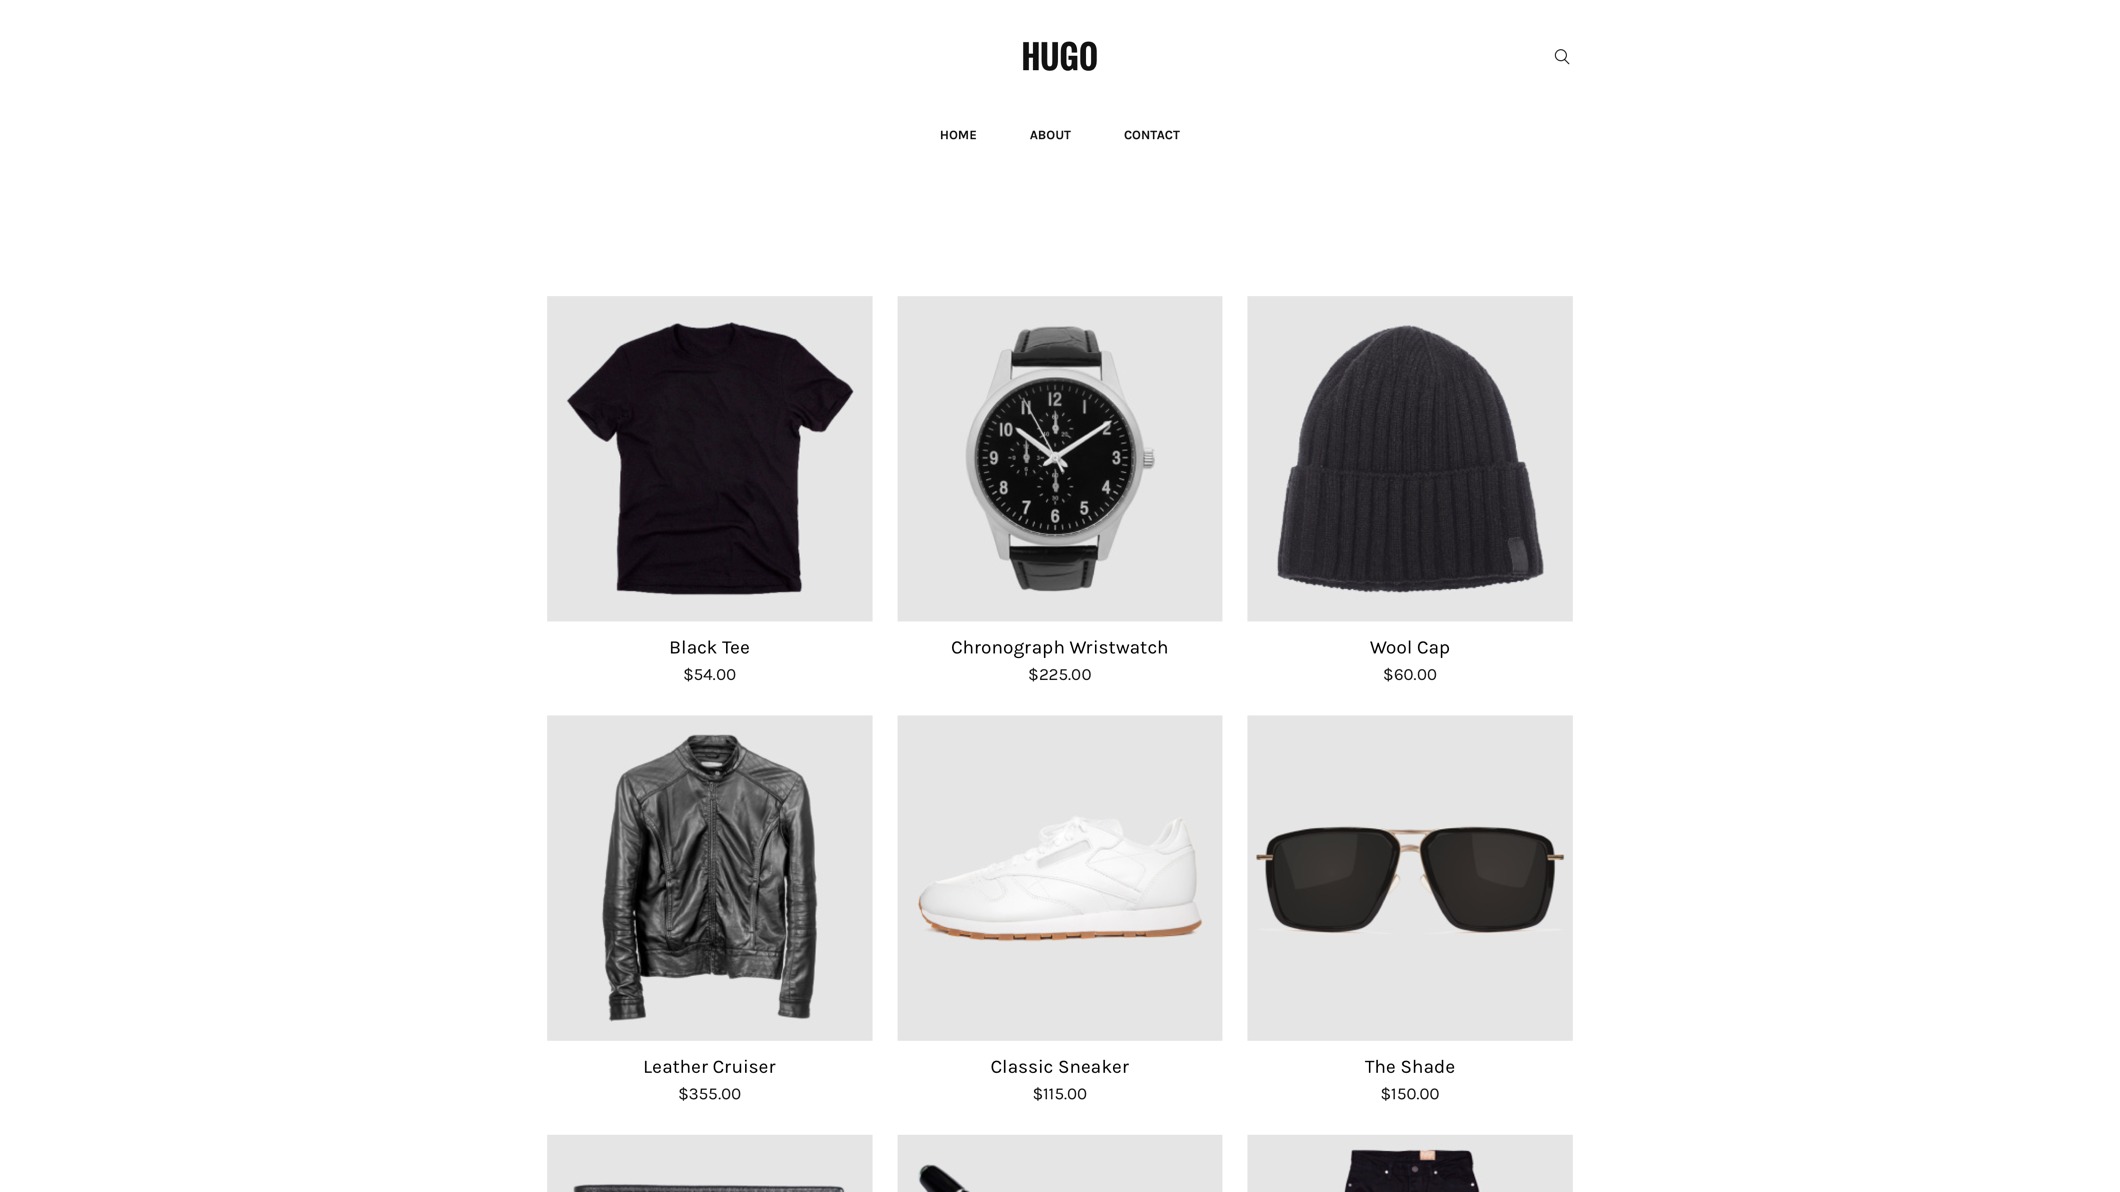 HUGO
HOME ABOUT CONTACT
12
1
2
3
4
5
6
7
8
9
10
11
Black Tee
$54.00
Chronograph Wristwatch
$225.00
Wool Cap
$60.00
Leather Cruiser
$355.00
Classic Sneaker
$115.00
The Shade
$150.00